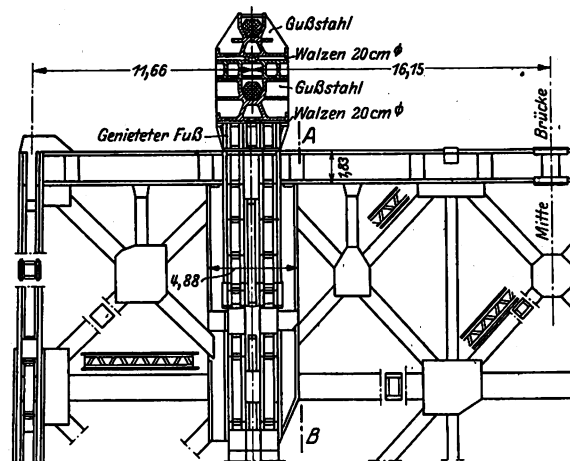 Gußstahl
Walzen 20cm ϕ
11,66
16,15
Gußstahl
Walzen 20cm ϕ
Genieteter Fuß
A
Brücke
1,83
Mitte
4,88
B